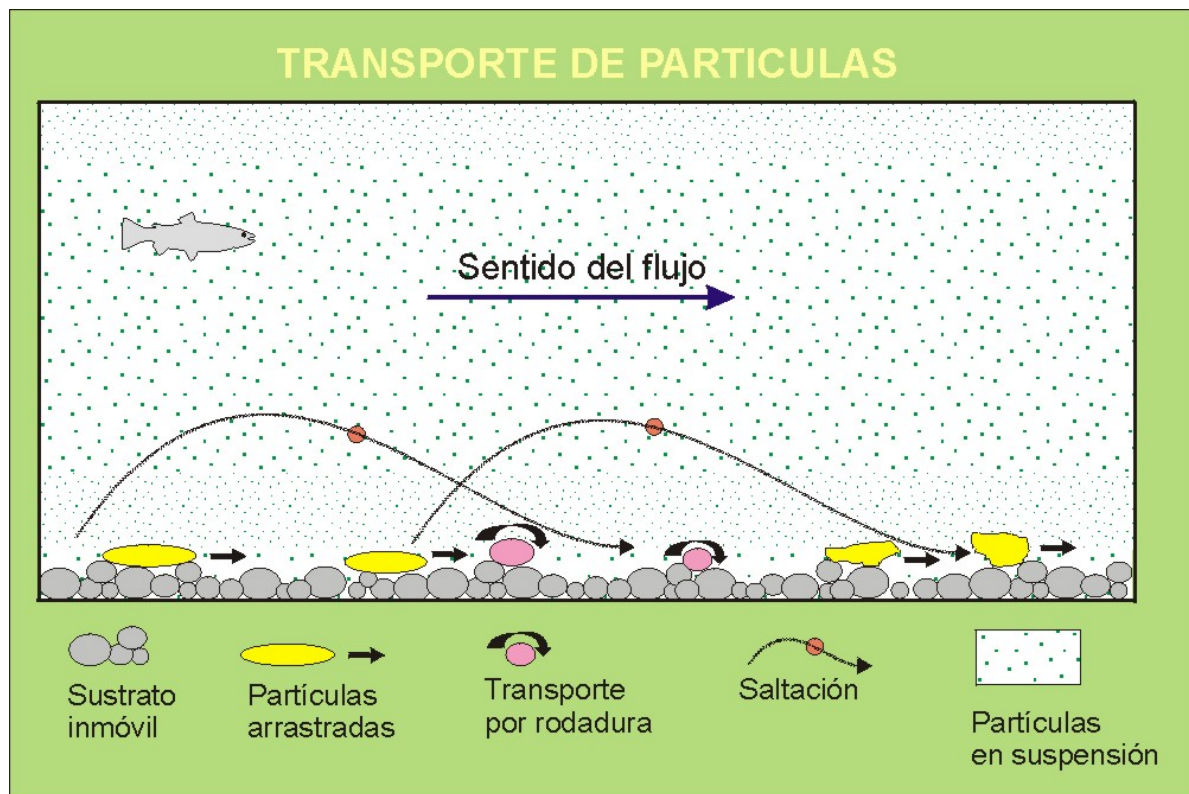 TRANSPORTE DE PARTICULAS
Sentido del flujo
Sustrato
inmóvil
Partículas
arrastradas
Transporte
por rodadura
Saltación
Partículas
en suspensión